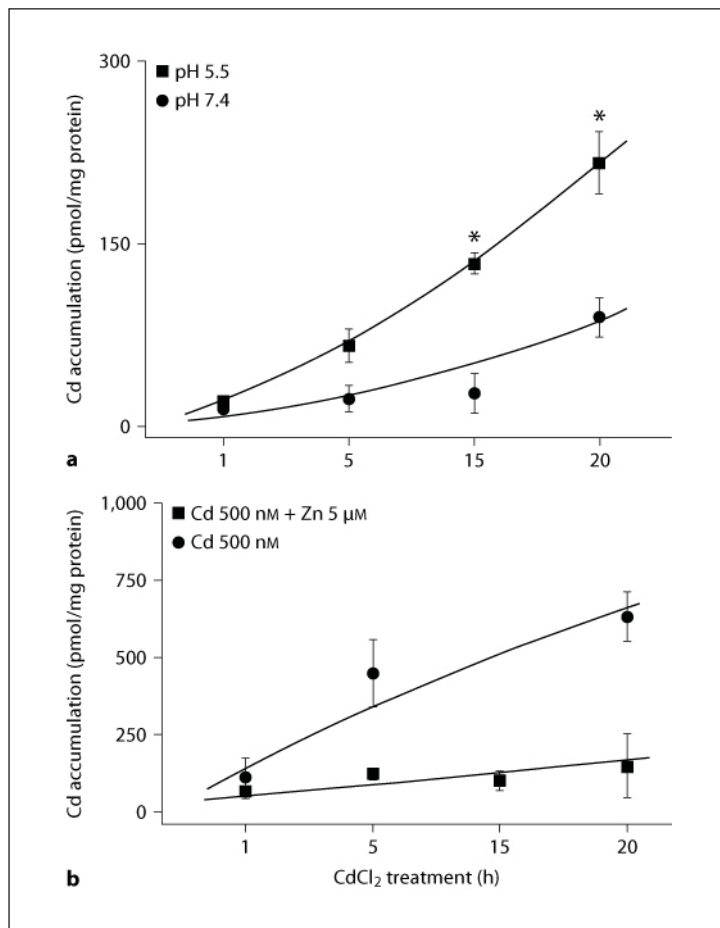 300
■ pH 5.5
● pH 7.4
*
*
150
0
Cd accumulation (pmol/mg protein)
a
1 5 15 20
1,000
■ Cd 500 nM + Zn 5 μM
● Cd 500 nM
750
500
250
0
Cd accumulation (pmol/mg protein)
1 5 15 20
b
CdCl₂ treatment (h)